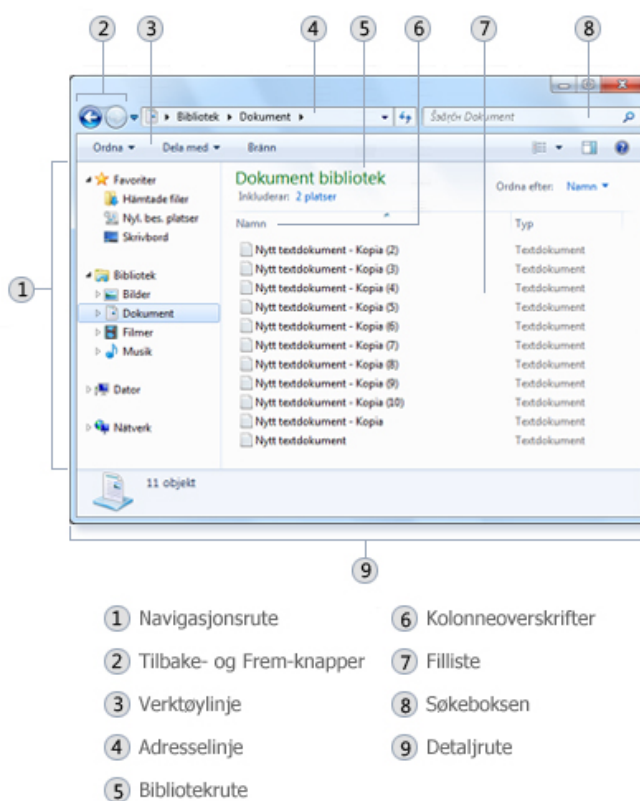 2 3 4 5 6 7 8
Bibliotek Dokument
Ordna Dela med Bränn
Favoriter
Hämtade filer
Nyl. bes. platser
Skrivbord
Bibliotek
Bilder
Dokument
Filmer
Musik
Dator
Nätverk
1
Dokument bibliotek
Inkluderar: 2 platser
Ordna efter: Namn
Namn Typ
Nytt textdokument - Kopia (2) Textdokument
Nytt textdokument - Kopia (3) Textdokument
Nytt textdokument - Kopia (4) Textdokument
Nytt textdokument - Kopia (5) Textdokument
Nytt textdokument - Kopia (6) Textdokument
Nytt textdokument - Kopia (7) Textdokument
Nytt textdokument - Kopia (8) Textdokument
Nytt textdokument - Kopia (9) Textdokument
Nytt textdokument - Kopia (10) Textdokument
Nytt textdokument - Kopia Textdokument
Nytt textdokument Textdokument
11 objekt
9
1 Navigasjonsrute
2 Tilbake- og Frem-knapper
3 Verktøylinje
4 Adresselinje
5 Bibliotekrute
6 Kolonneoverskrifter
7 Filliste
8 Søkeboksen
9 Detaljrute